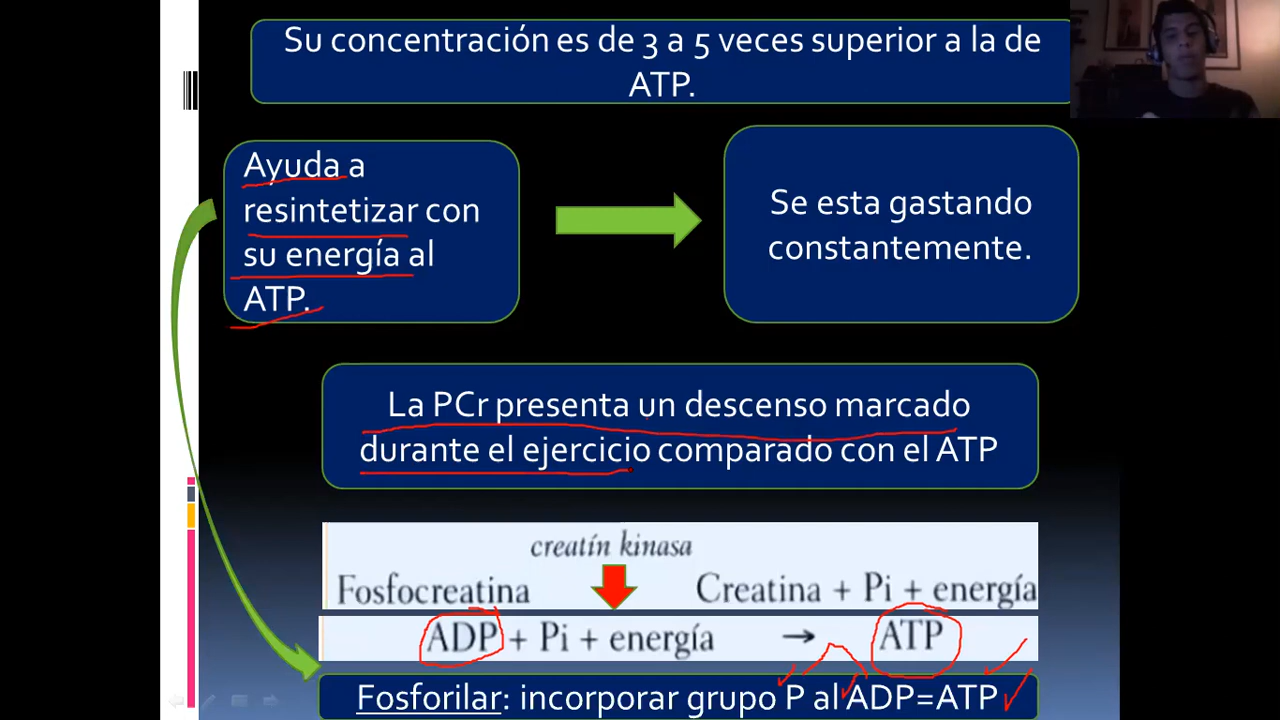 Su concentración es de 3 a 5 veces superior a la de
ATP.
Ayuda a
resintetizar con
su energía al
ATP.
Se esta gastando
constantemente.
La PCr presenta un descenso marcado
durante el ejercicio comparado con el ATP
creatín kinasa
Fosfocreatina Creatina + Pi + energía
ADP + Pi + energía → ATP
Fosforilar: incorporar grupo P al ADP=ATP